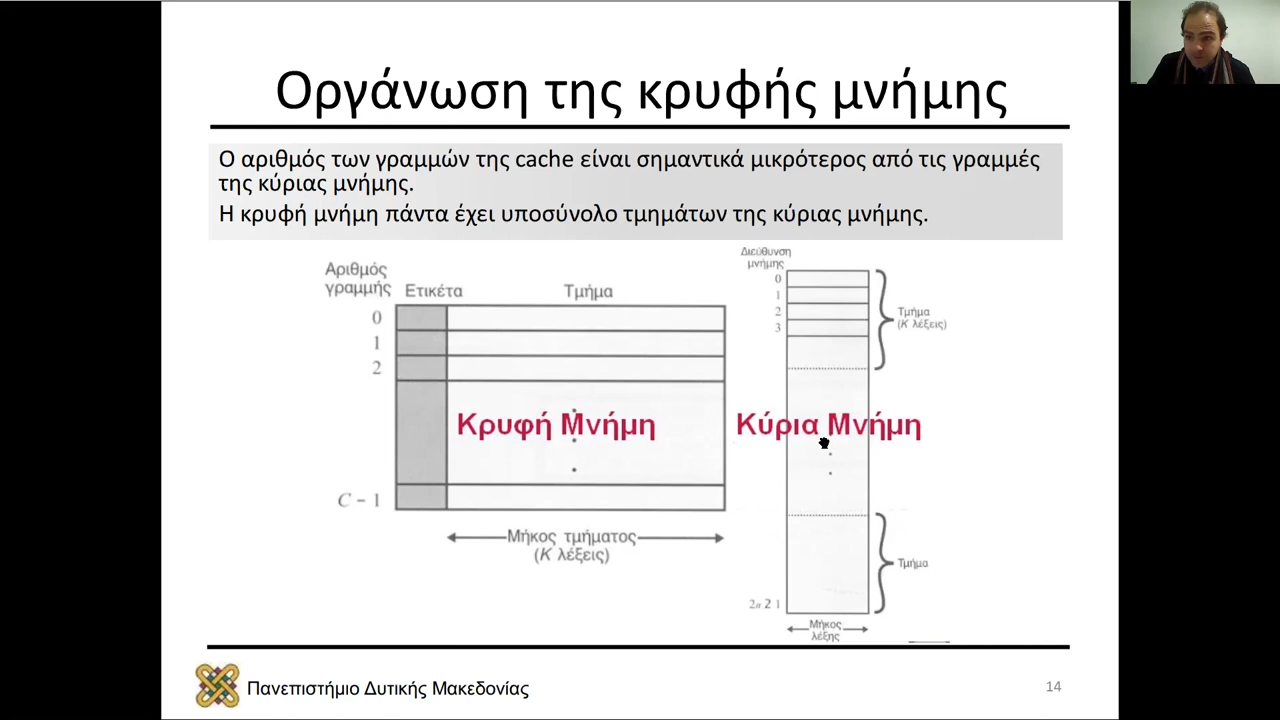 Οργάνωση της κρυφής μνήμης
Ο αριθμός των γραμμών της cache είναι σημαντικά μικρότερος από τις γραμμές
της κύριας μνήμης.
Η κρυφή μνήμη πάντα έχει υποσύνολο τμημάτων της κύριας μνήμης.
Αριθμός
γραμμής Ετικέτα Τμήμα
0
1
2
Κρυφή Μνήμη
C – 1
Μήκος τμήματος
(K λέξεις)
Διεύθυνση
μνήμης
0
1
2
3
Τμήμα
(K λέξεις)
Κύρια Μνήμη
Τμήμα
2n 2 1
Μήκος
λέξης
Πανεπιστήμιο Δυτικής Μακεδονίας
14